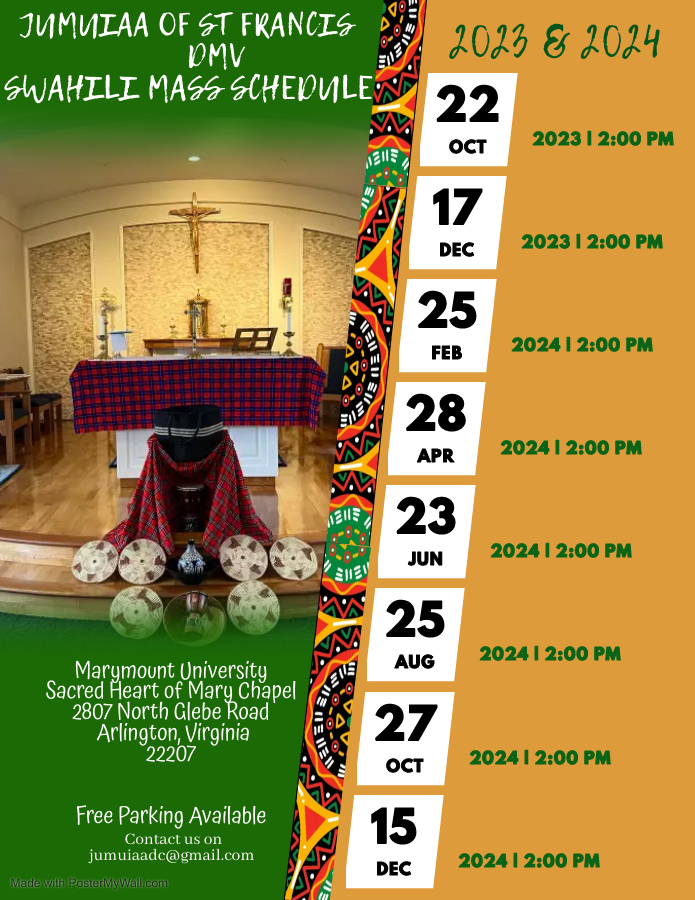 JUMUIAA OF ST FRANCIS
DMV
SWAHILI MASS SCHEDULE
2023 & 2024
22
OCT
2023 | 2:00 PM
17
DEC
2023 | 2:00 PM
25
FEB
2024 | 2:00 PM
28
APR
2024 | 2:00 PM
23
JUN
2024 | 2:00 PM
25
AUG
2024 | 2:00 PM
27
OCT
2024 | 2:00 PM
15
DEC
2024 | 2:00 PM
Marymount University
Sacred Heart of Mary Chapel
2807 North Glebe Road
Arlington, Virginia
22207
Free Parking Available
Contact us on
jumuiaadc@gmail.com
Made with PosterMyWall.com